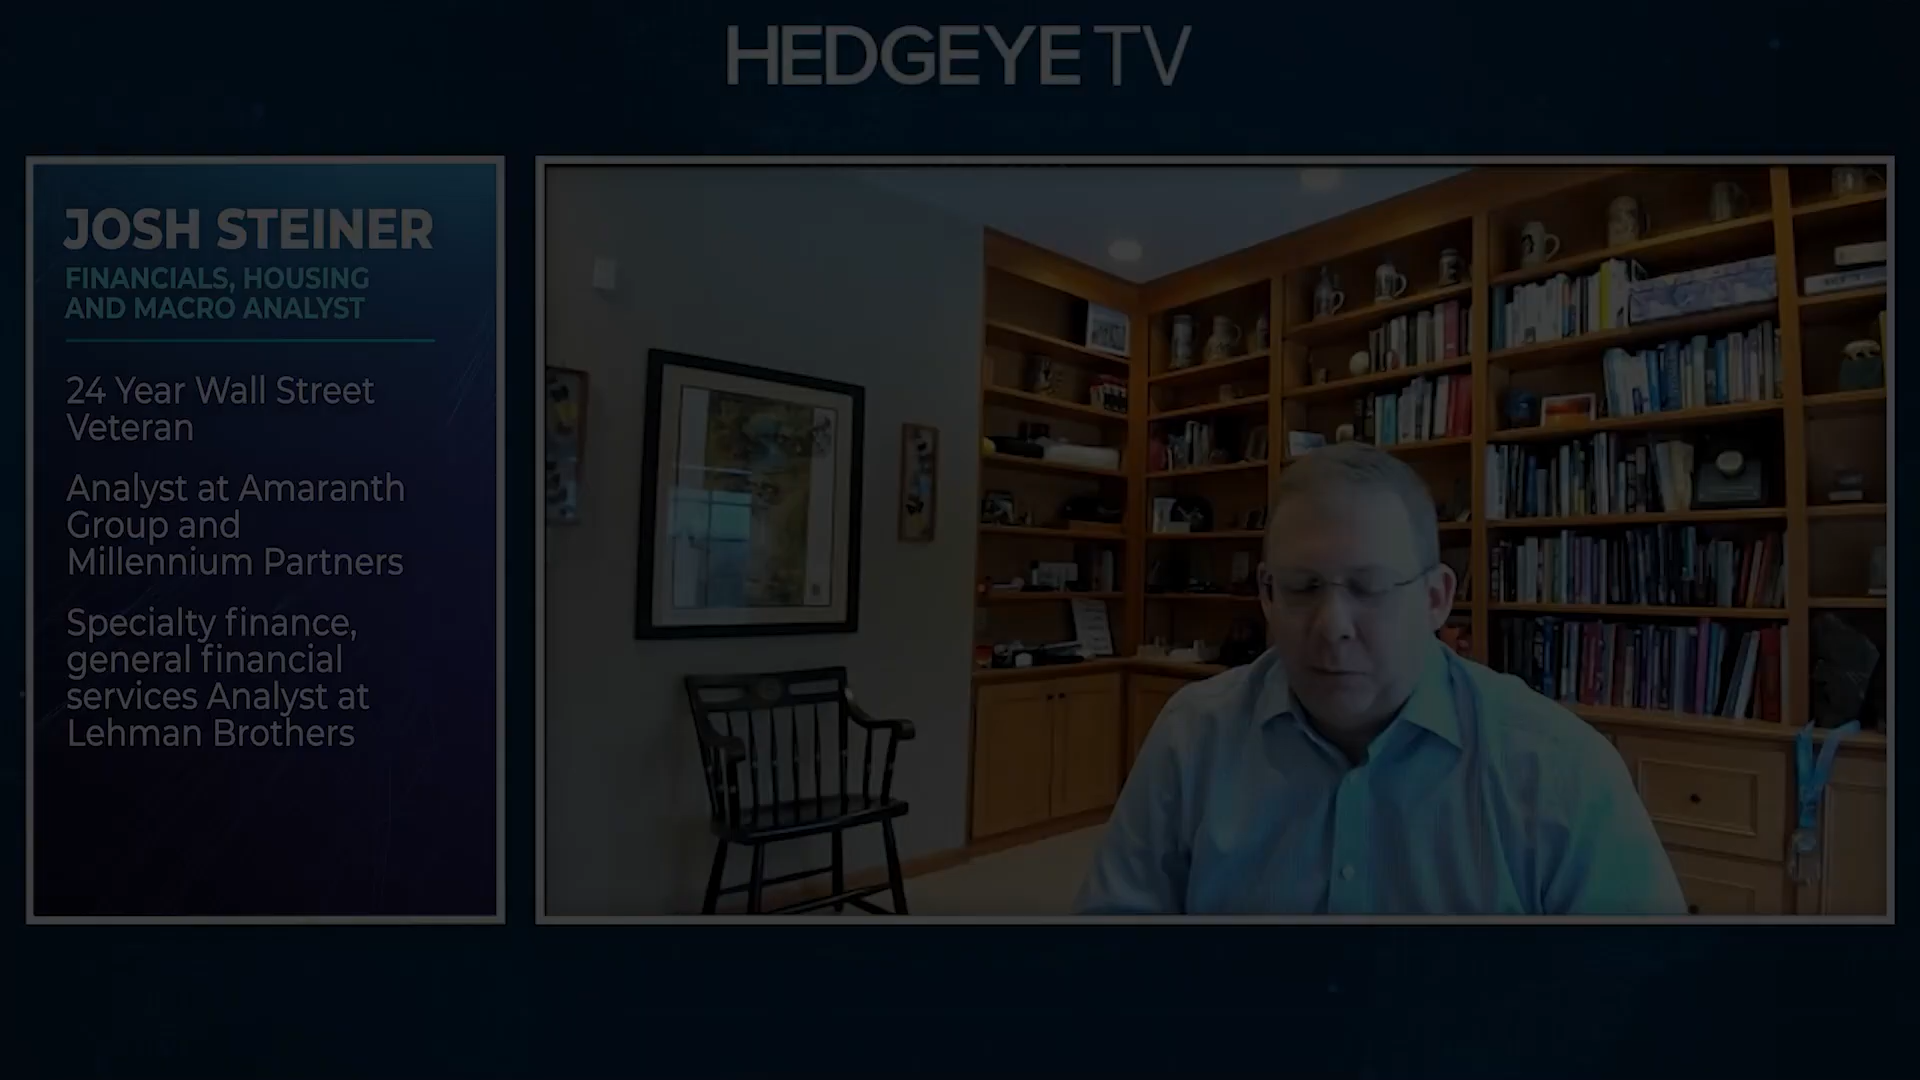 HEDGEYE TV
JOSH STEINER
FINANCIALS, HOUSING
AND MACRO ANALYST
24 Year Wall Street
Veteran
Analyst at Amaranth
Group and
Millennium Partners
Specialty finance,
general financial
services Analyst at
Lehman Brothers